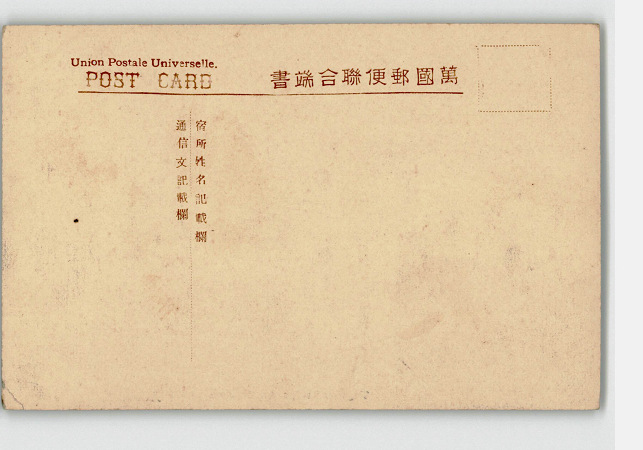 Union Postale Universelle.
POST CARD
書端合聯便郵國萬
宿所姓名記載欄
通信文記載欄